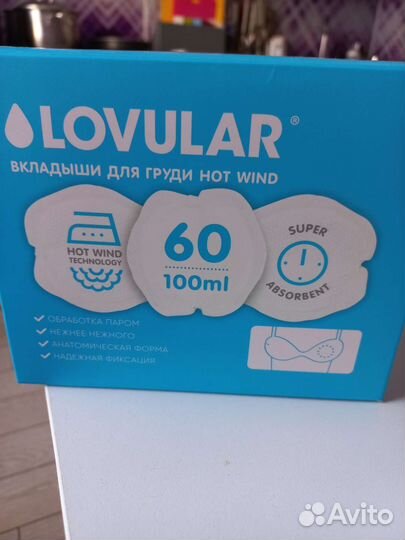 LOVULAR®
ВКЛАДЫШИ ДЛЯ ГРУДИ HOT WIND
HOT WIND
TECHNOLOGY
60
100ml
SUPER
ABSORBENT
ОБРАБОТКА ПАРОМ
НЕЖНЕЕ НЕЖНОГО
АНАТОМИЧЕСКАЯ ФОРМА
НАДЕЖНАЯ ФИКСАЦИЯ
Avito